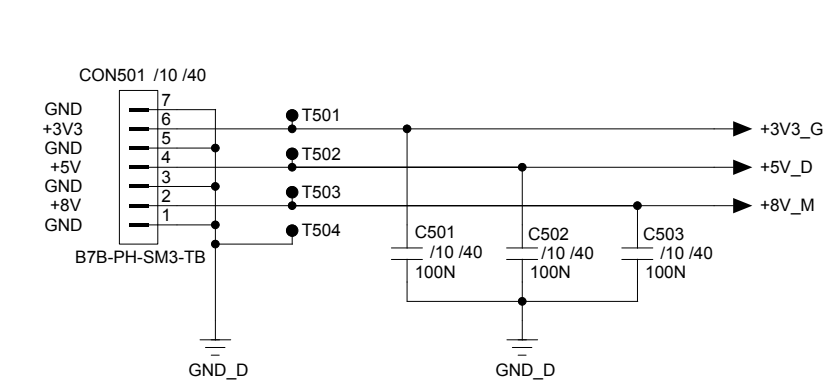 CON501 /10 /40
GND 7
+3V3 6 T501 +3V3_G
GND 5
+5V 4 T502 +5V_D
GND 3
+8V 2 T503 +8V_M
GND 1 T504
C501 /10 /40 100N
C502 /10 /40 100N
C503 /10 /40 100N
B7B-PH-SM3-TB
GND_D GND_D